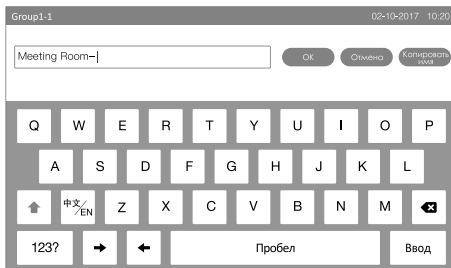 Group1-1 02-10-2017 10:20
Meeting Room-| OK Отмена Копировать
имя
Q W E R T Y U I O P
A S D F G H J K L
中文/EN Z X C V B N M
123? Пробел Ввод